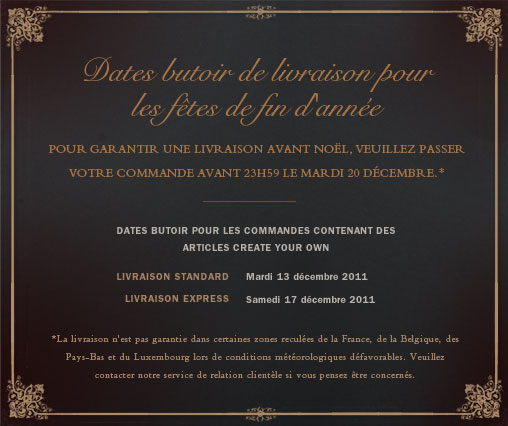 Dates butoir de livraison pour
les fêtes de fin d'année
POUR GARANTIR UNE LIVRAISON AVANT NOËL, VEUILLEZ PASSER
VOTRE COMMANDE AVANT 23H59 LE MARDI 20 DÉCEMBRE.*
DATES BUTOIR POUR LES COMMANDES CONTENANT DES
ARTICLES CREATE YOUR OWN
LIVRAISON STANDARD Mardi 13 décembre 2011
LIVRAISON EXPRESS Samedi 17 décembre 2011
*La livraison n'est pas garantie dans certaines zones reculées de la France, de la Belgique, des
Pays-Bas et du Luxembourg lors de conditions météorologiques défavorables. Veuillez
contacter notre service de relation clientèle si vous pensez être concernés.